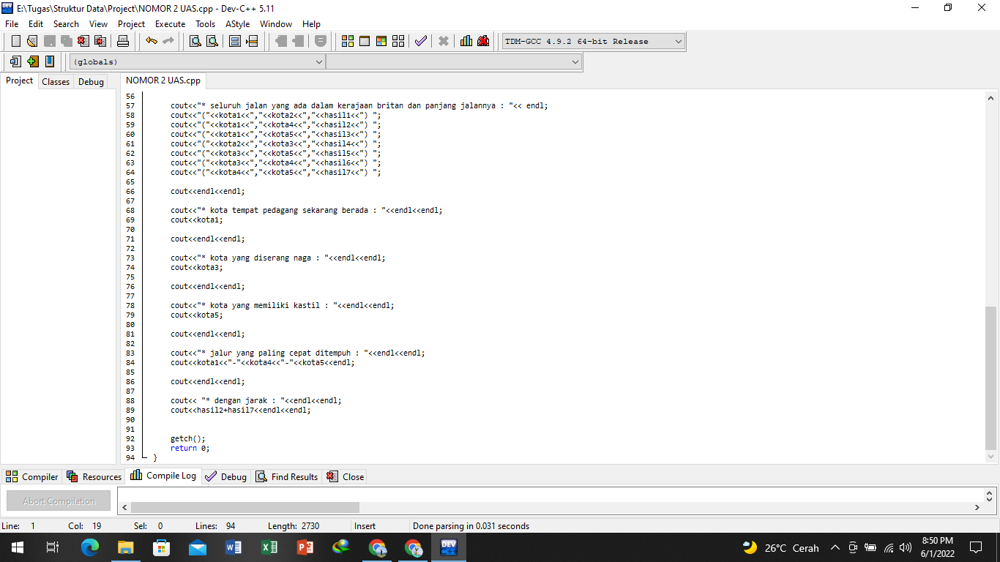 E:\Tugas\Struktur Data\Project\NOMOR 2 UAS.cpp - Dev-C++ 5.11
File Edit Search View Project Execute Tools AStyle Window Help
TDM-GCC 4.9.2 64-bit Release
(globals)
Project Classes Debug NOMOR 2 UAS.cpp
56
57 cout<<"* seluruh jalan yang ada dalam kerajaan britan dan panjang jalannya : "<< endl;
58 cout<<"("<<kota1<<","<<kota2<<","<<hasil1<<") ";
59 cout<<"("<<kota1<<","<<kota4<<","<<hasil2<<") ";
60 cout<<"("<<kota1<<","<<kota5<<","<<hasil3<<") ";
61 cout<<"("<<kota2<<","<<kota3<<","<<hasil4<<") ";
62 cout<<"("<<kota3<<","<<kota5<<","<<hasil5<<") ";
63 cout<<"("<<kota3<<","<<kota4<<","<<hasil6<<") ";
64 cout<<"("<<kota4<<","<<kota5<<","<<hasil7<<") ";
65
66 cout<<endl<<endl;
67
68 cout<<"* kota tempat pedagang sekarang berada : "<<endl<<endl;
69 cout<<kota1;
70
71 cout<<endl<<endl;
72
73 cout<<"* kota yang diserang naga : "<<endl<<endl;
74 cout<<kota3;
75
76 cout<<endl<<endl;
77
78 cout<<"* kota yang memiliki kastil : "<<endl<<endl;
79 cout<<kota5;
80
81 cout<<endl<<endl;
82
83 cout<<"* jalur yang paling cepat ditempuh : "<<endl<<endl;
84 cout<<kota1<<"-"<<kota4<<"-"<<kota5<<endl;
85
86 cout<<endl<<endl;
87
88 cout<< "* dengan jarak : "<<endl<<endl;
89 cout<<hasil2+hasil7<<endl<<endl;
90
91
92 getch();
93 return 0;
94 }
Compiler Resources Compile Log Debug Find Results Close
Abort Compilation
Line: 1 Col: 19 Sel: 0 Lines: 94 Length: 2730 Insert Done parsing in 0.031 seconds
26°C Cerah
8:50 PM
6/1/2022